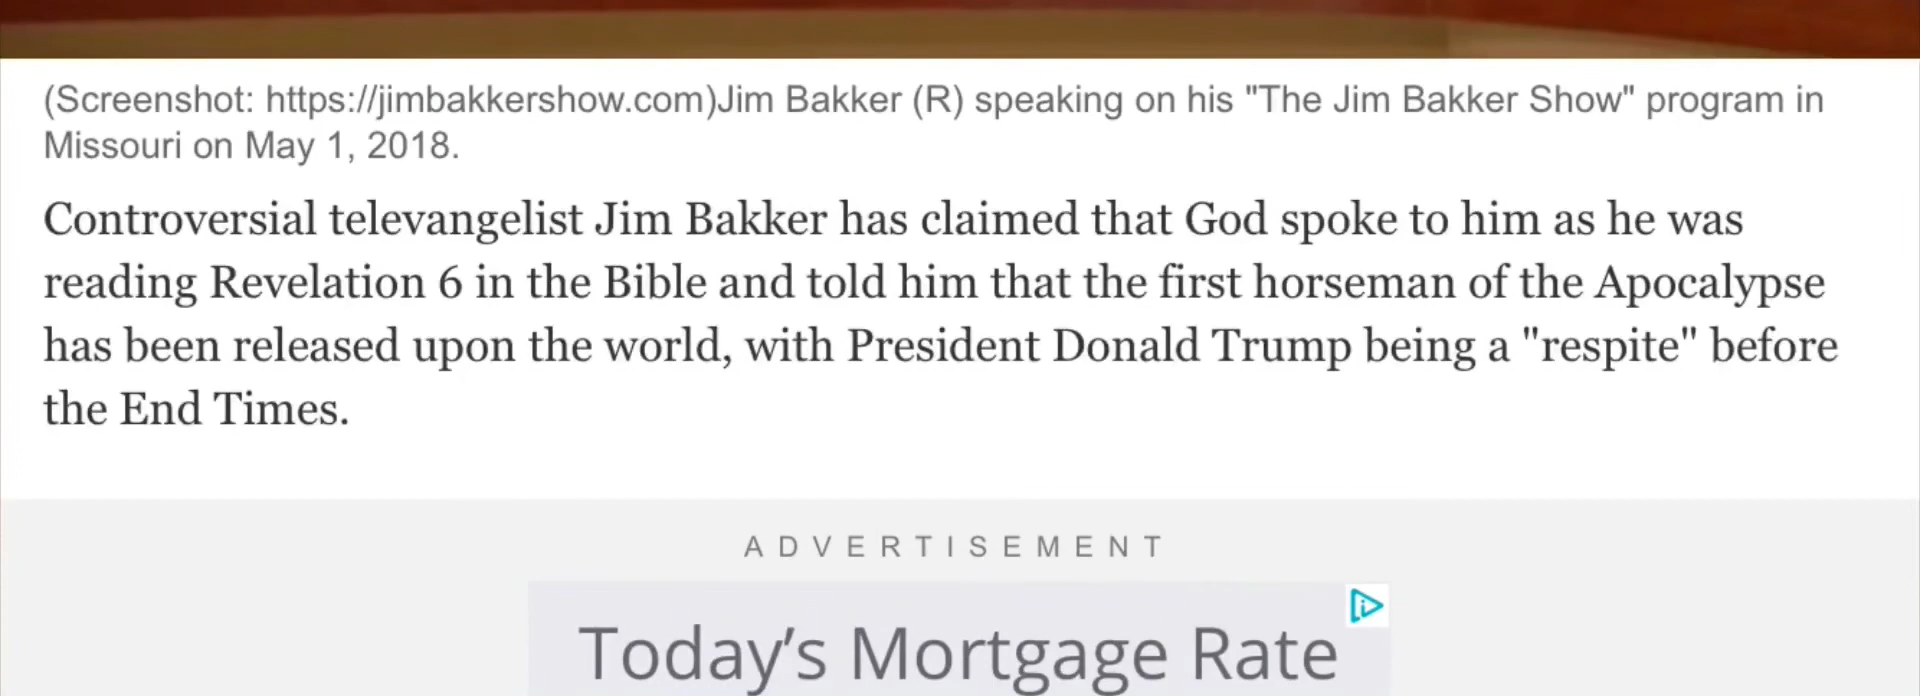 (Screenshot: https://jimbakkershow.com)Jim Bakker (R) speaking on his "The Jim Bakker Show" program in
Missouri on May 1, 2018.
Controversial televangelist Jim Bakker has claimed that God spoke to him as he was
reading Revelation 6 in the Bible and told him that the first horseman of the Apocalypse
has been released upon the world, with President Donald Trump being a "respite" before
the End Times.
ADVERTISEMENT
Today's Mortgage Rate